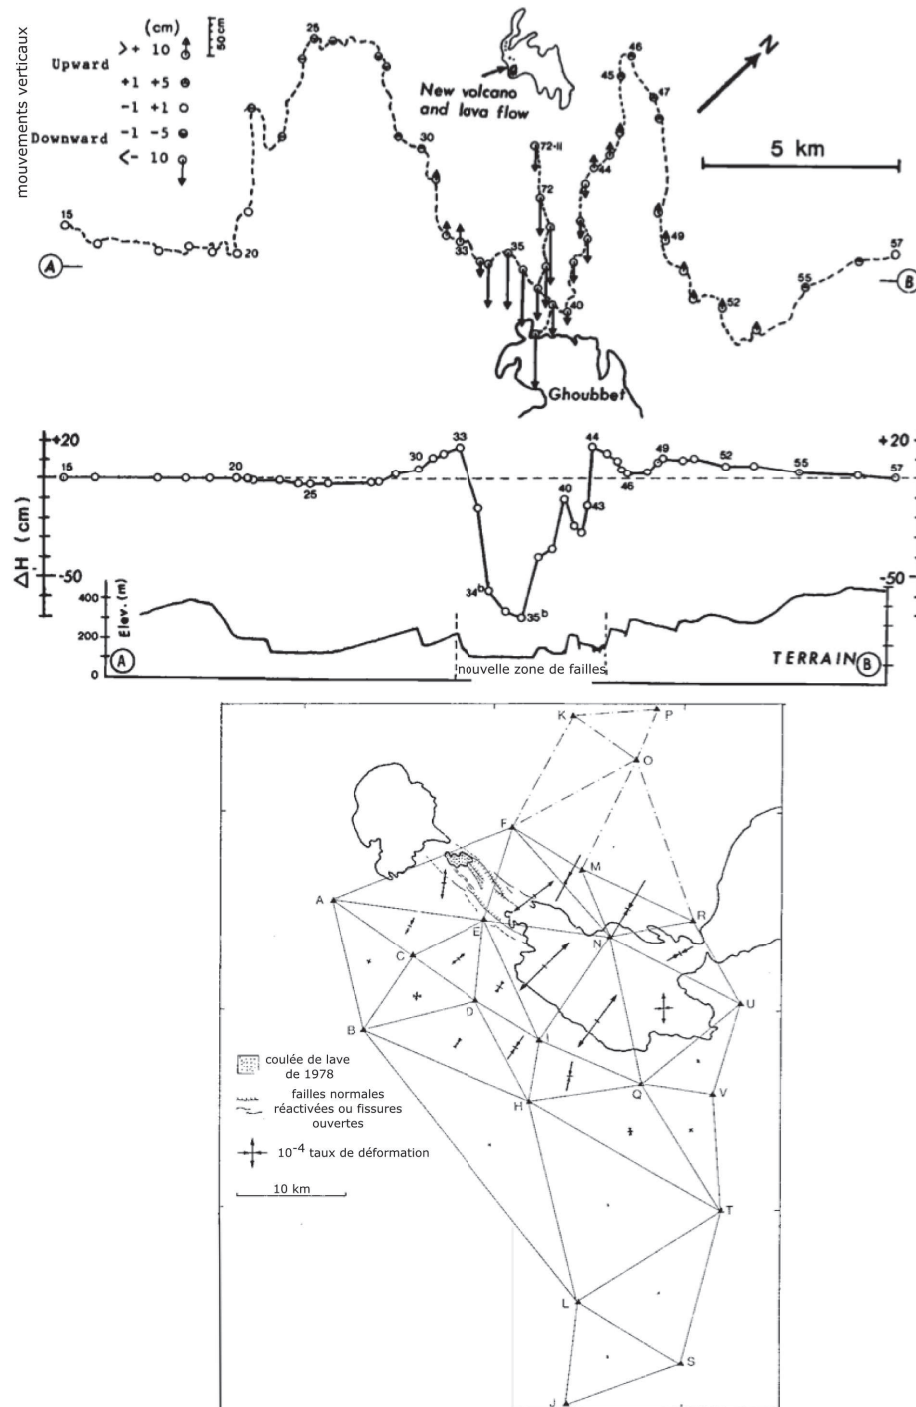 mouvements verticaux
(cm)
Upward
>+ 10
+1 +5
-1 +1
Downward
-1 -5
<- 10
cm
50
25
30
33
35
15
20
A
New volcano
and lava flow
72-II
72
40
44
45
46
47
49
52
55
57
N
5 km
B
Ghoubbet
ΔH (cm)
+20
-50
15
20
25
30
33
34b
35b
40
43
44
46
49
52
55
57
+20
-50
Elev. (m)
400
200
0
A
nouvelle zone de failles
TERRAIN
B
K
P
O
F
M
A
E
N
R
C
D
B
I
U
H
Q
V
T
L
S
J
coulée de lave
de 1978
failles normales
réactivées ou fissures
ouvertes
10-4 taux de déformation
10 km